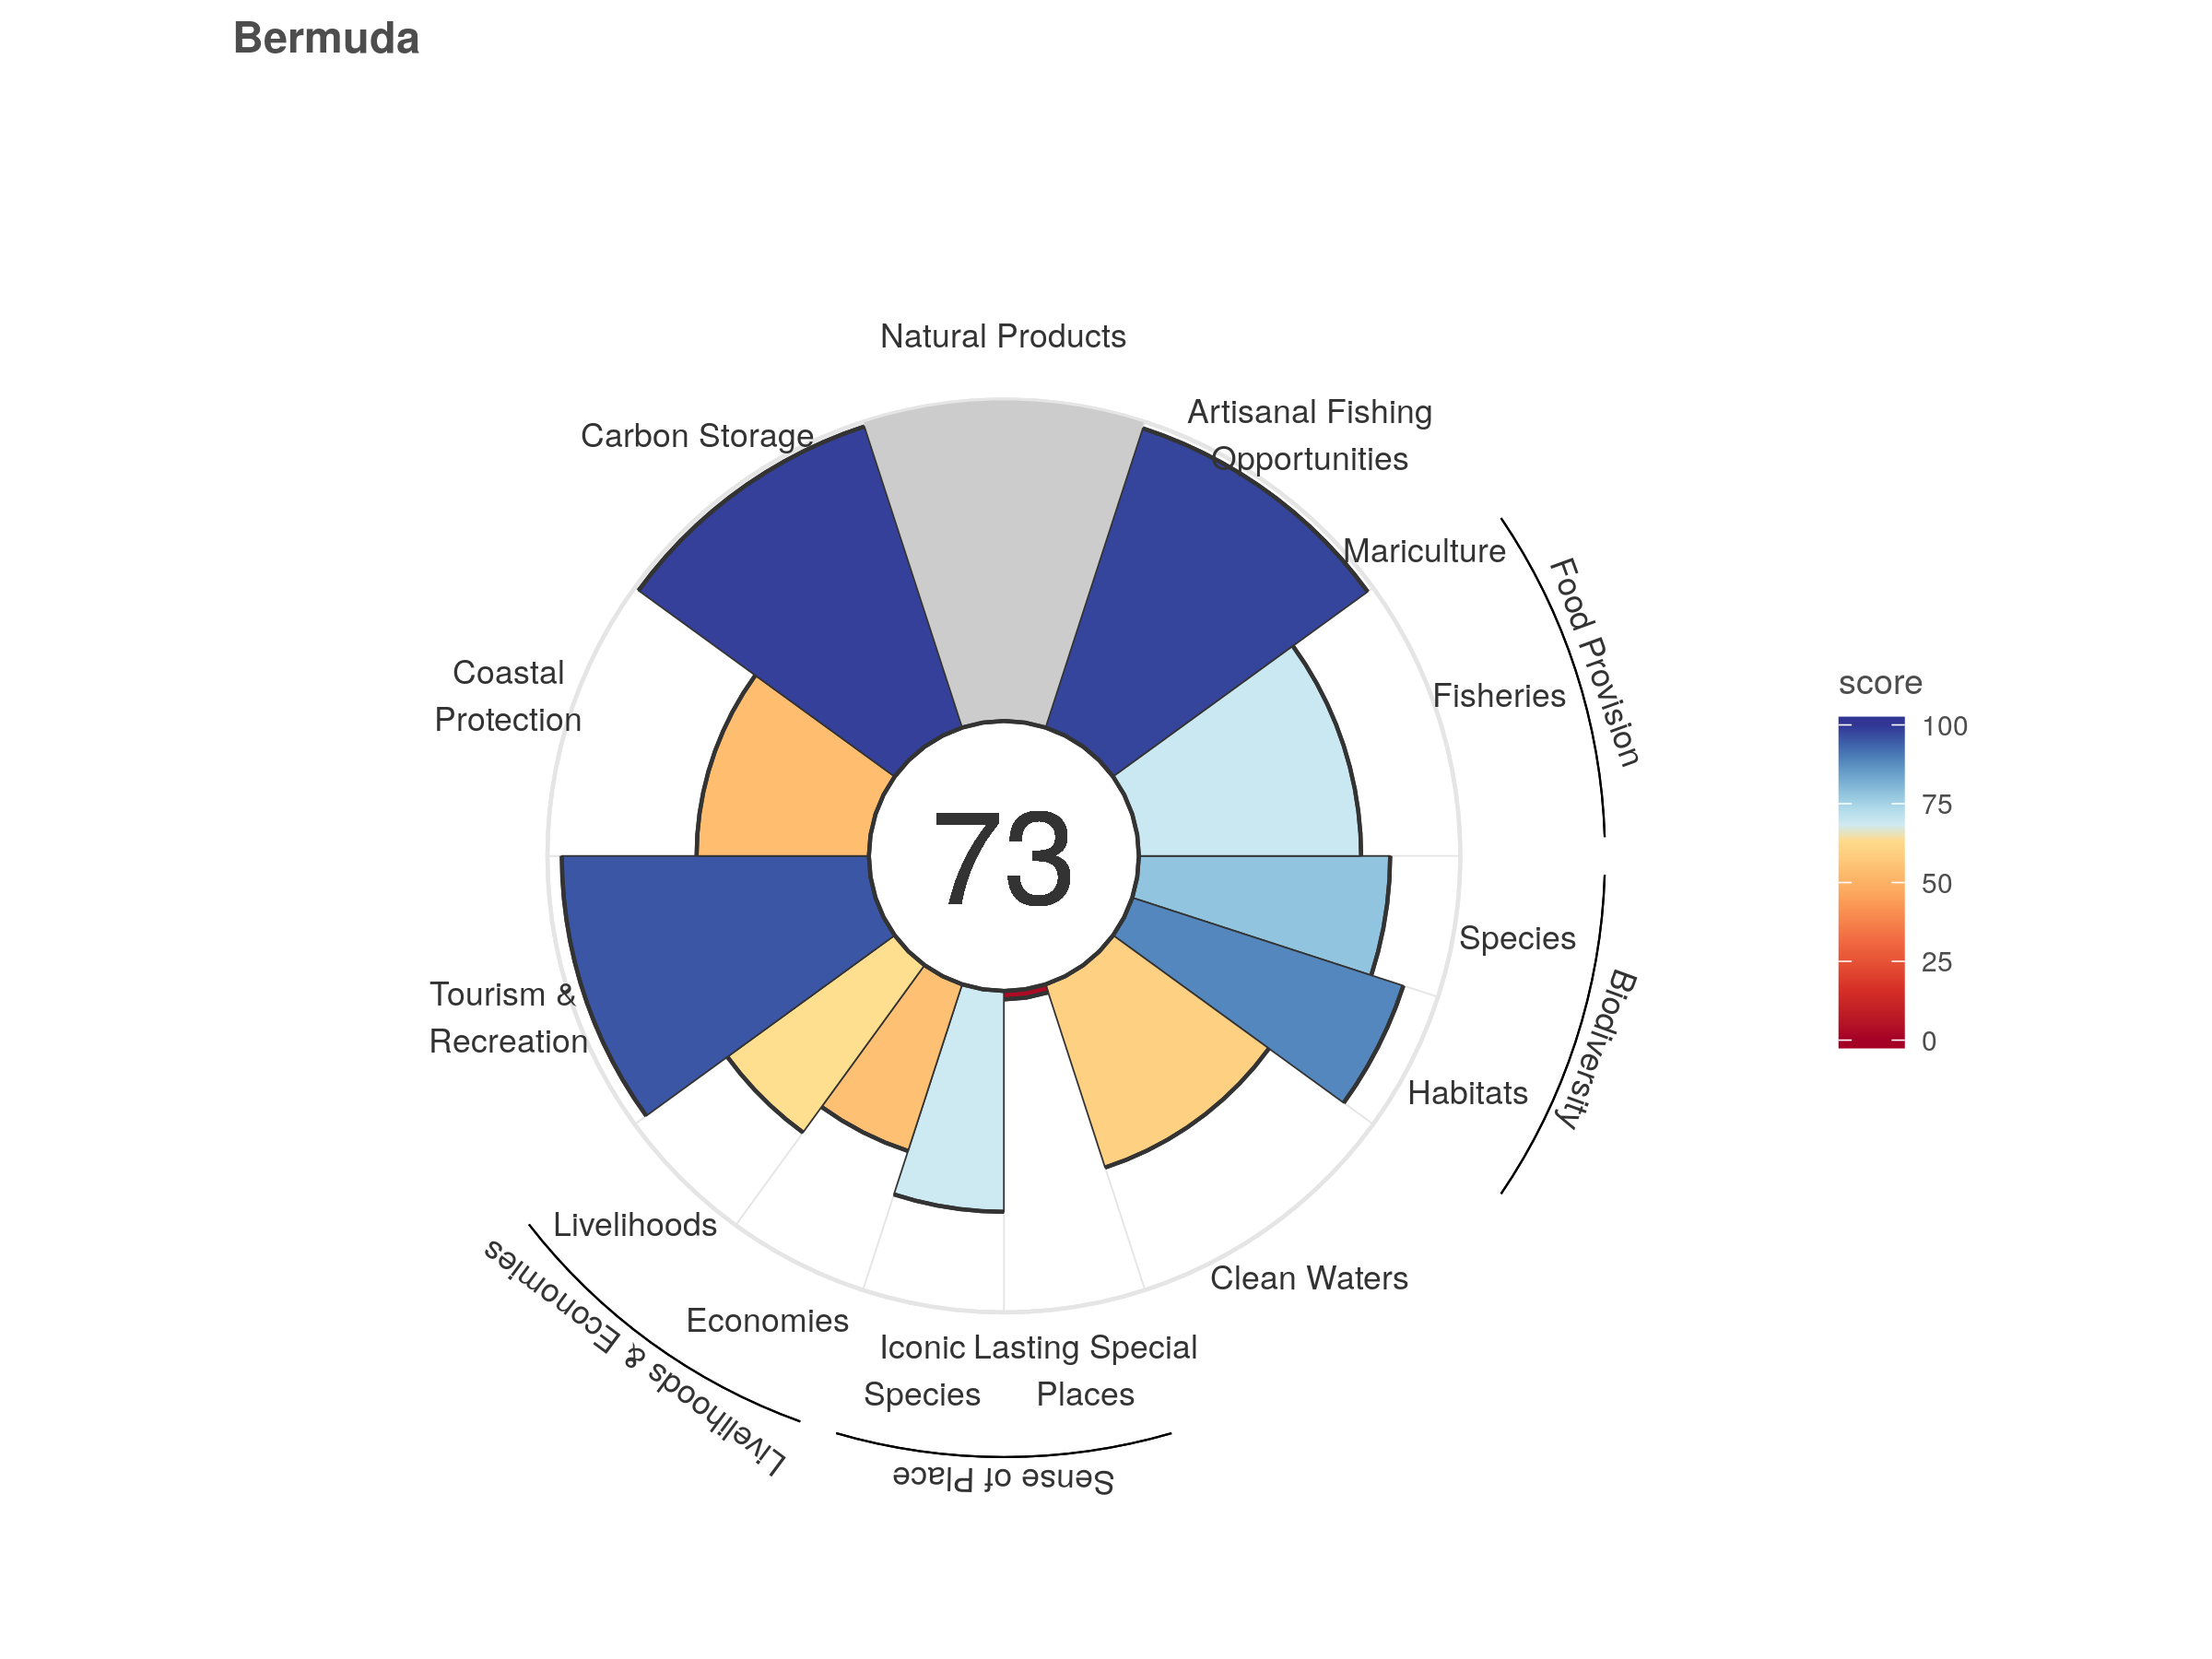 Bermuda
Natural Products
Artisanal Fishing
Opportunities
Carbon Storage
Mariculture
Food Provision
Fisheries
Coastal
Protection
score
100
75
50
25
0
73
Species
Biodiversity
Habitats
Tourism &
Recreation
Livelihoods
Livelihoods & Economies
Clean Waters
Economies
Iconic
Species
Lasting Special
Places
Sense of Place